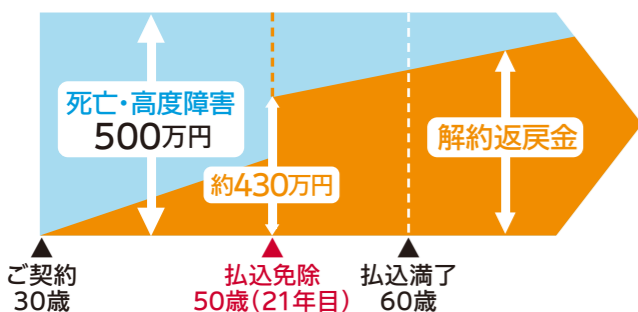 死亡・高度障害
500万円
約430万円
解約返戻金
ご契約
30歳
払込免除
50歳(21年目)
払込満了
60歳